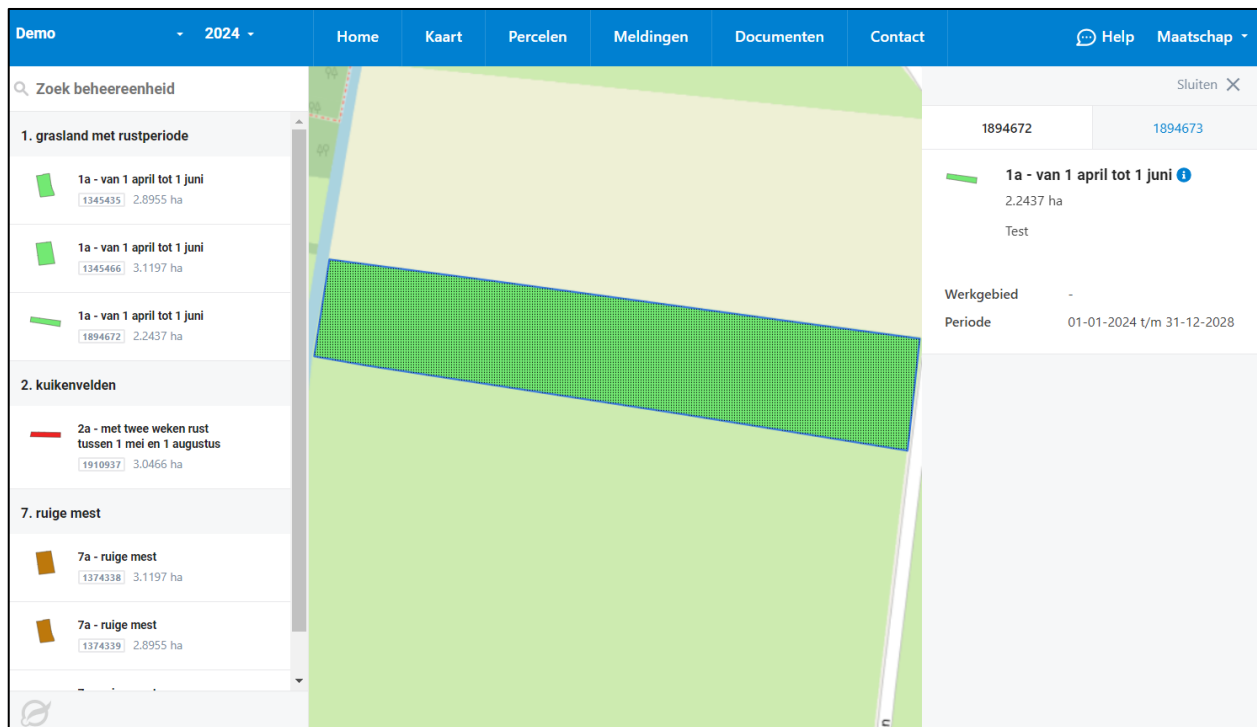 Demo
2024
Home
Kaart
Percelen
Meldingen
Documenten
Contact
Help
Maatschap
Zoek beheereenheid
1. grasland met rustperiode
1a - van 1 april tot 1 juni
1345435 2.8955 ha
1a - van 1 april tot 1 juni
1345466 3.1197 ha
1a - van 1 april tot 1 juni
1894672 2.2437 ha
2. kuikenvelden
2a - met twee weken rust
tussen 1 mei en 1 augustus
1910937 3.0466 ha
7. ruige mest
7a - ruige mest
1374338 3.1197 ha
7a - ruige mest
1374339 2.8955 ha
Sluiten
1894672
1894673
1a - van 1 april tot 1 juni
2.2437 ha
Test
Werkgebied -
Periode 01-01-2024 t/m 31-12-2028